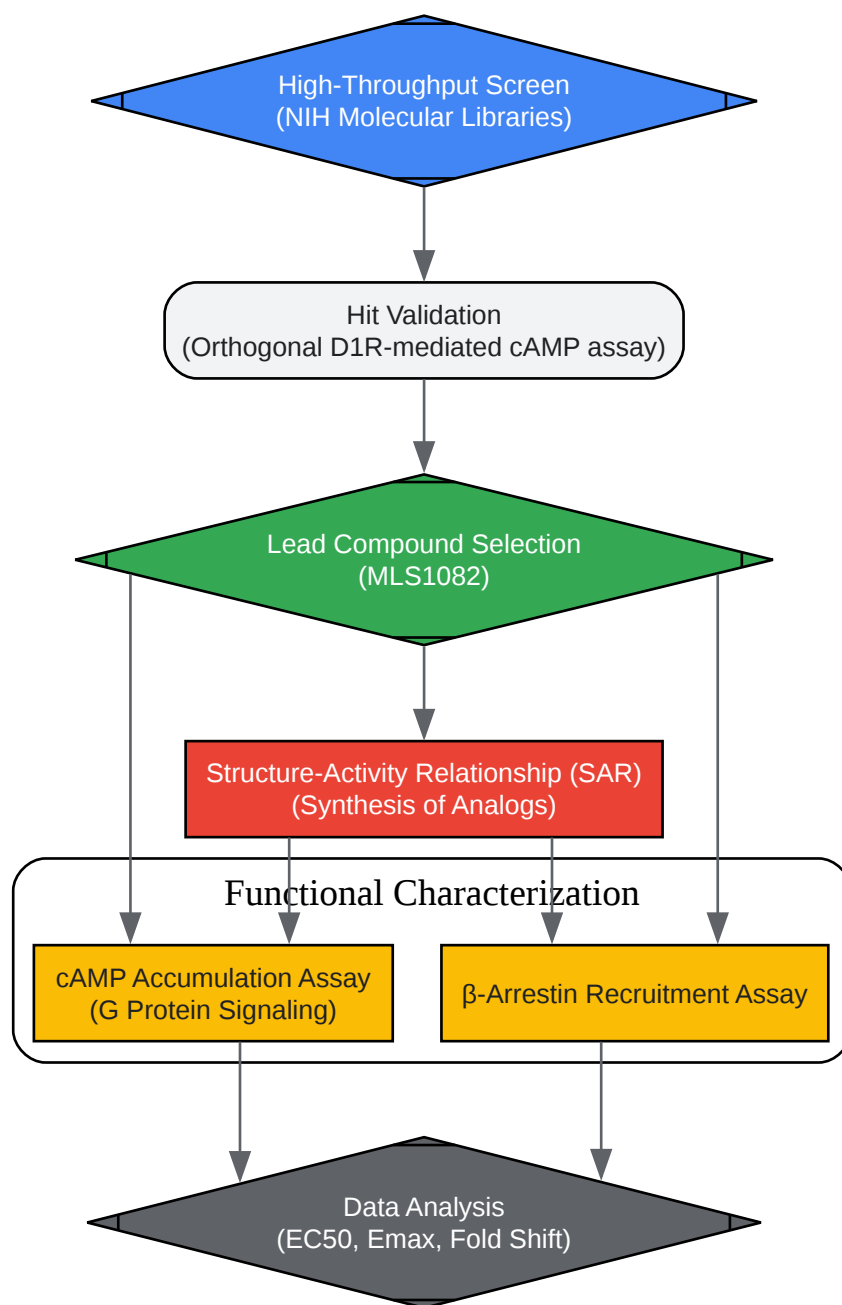 High-Throughput Screen
(NIH Molecular Libraries)
Hit Validation
(Orthogonal D1R-mediated cAMP assay)
Lead Compound Selection
(MLS1082)
Structure-Activity Relationship (SAR)
(Synthesis of Analogs)
Functional Characterization
cAMP Accumulation Assay
(G Protein Signaling)
β-Arrestin Recruitment Assay
Data Analysis
(EC50, Emax, Fold Shift)